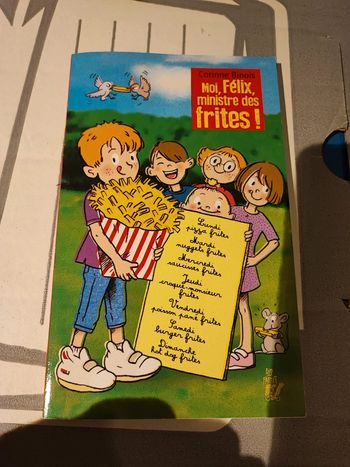 Corinne Binois
Moi, Félix,
ministre des
frites !
Lundi
pizza frites
Mardi
nuggets frites
Mercredi
saucisses frites
Jeudi
croque-monsieur
frites
Vendredi
poisson pané frites
Samedi
burger frites
Dimanche
hot dog frites